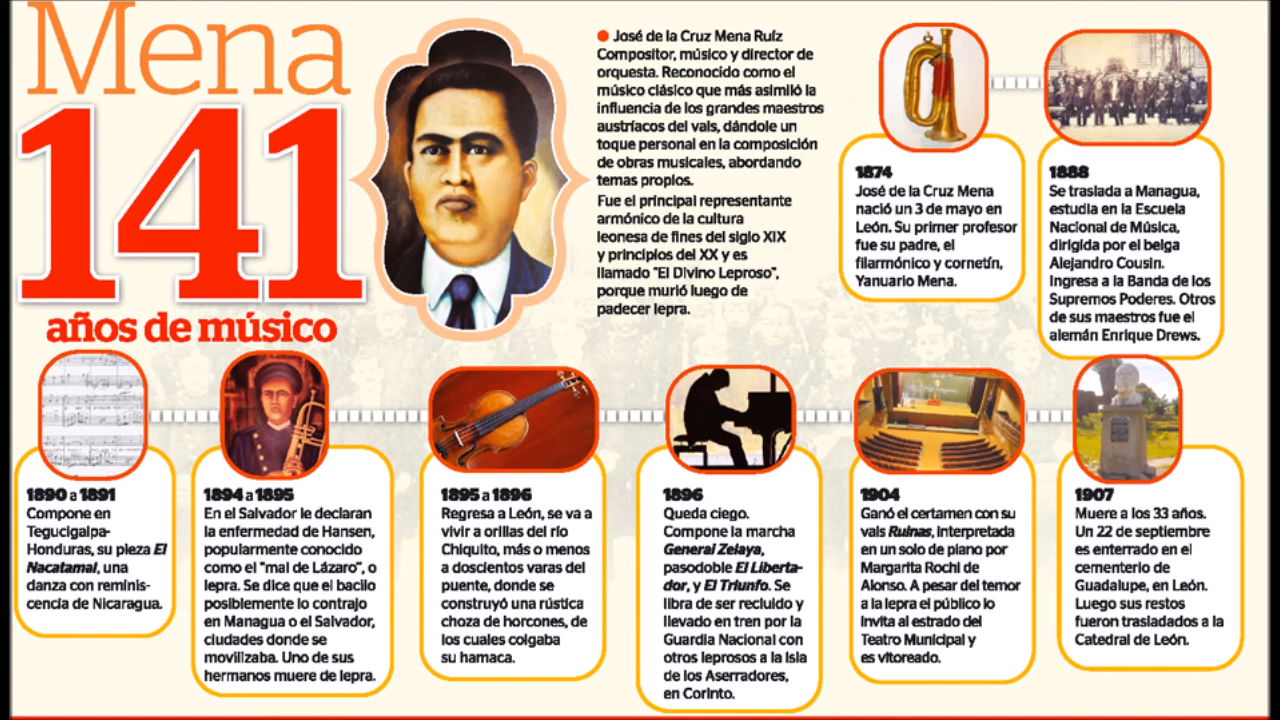 Mena
141
años de músico
José de la Cruz Mena Ruíz
Compositor, músico y director de
orquesta. Reconocido como el
músico clásico que más asimiló la
influencia de los grandes maestros
austríacos del vals, dándole un
toque personal en la composición
de obras musicales, abordando
temas propios.
Fue el principal representante
armónico de la cultura
leonesa de fines del siglo XIX
y principios del XX y es
llamado "El Divino Leproso",
porque murió luego de
padecer lepra.
1874
José de la Cruz Mena
nació un 3 de mayo en
León. Su primer profesor
fue su padre, el
filarmónico y cornetín,
Yanuario Mena.
1888
Se traslada a Managua,
estudia en la Escuela
Nacional de Música,
dirigida por el belga
Alejandro Cousin.
Ingresa a la Banda de los
Supremos Poderes. Otros
de sus maestros fue el
alemán Enrique Drews.
1890 a 1891
Compone en
Tegucigalpa-
Honduras, su pieza El
Nacatamal, una
danza con reminis-
cencia de Nicaragua.
1894 a 1895
En el Salvador le declaran
la enfermedad de Hansen,
popularmente conocido
como el "mal de Lázaro", o
lepra. Se dice que el bacilo
posiblemente lo contrajo
en Managua o el Salvador,
ciudades donde se
movilizaba. Uno de sus
hermanos muere de lepra.
1895 a 1896
Regresa a León, se va a
vivir a orillas del río
Chiquito, más o menos
a doscientos varas del
puente, donde se
construyó una rústica
choza de horcones, de
los cuales colgaba
su hamaca.
1896
Queda ciego.
Compone la marcha
General Zelaya,
pasodoble El Liberta-
dor, y El Triunfo. Se
libra de ser recluido y
llevado en tren por la
Guardia Nacional con
otros leprosos a la Isla
de los Aserradores,
en Corinto.
1904
Ganó el certamen con su
vals Ruinas, interpretada
en un solo de piano por
Margarita Rochi de
Alonso. A pesar del temor
a la lepra el público lo
invita al estrado del
Teatro Municipal y
es vitoreado.
1907
Muere a los 33 años.
Un 22 de septiembre
es enterrado en el
cementerio de
Guadalupe, en León.
Luego sus restos
fueron trasladados a la
Catedral de León.